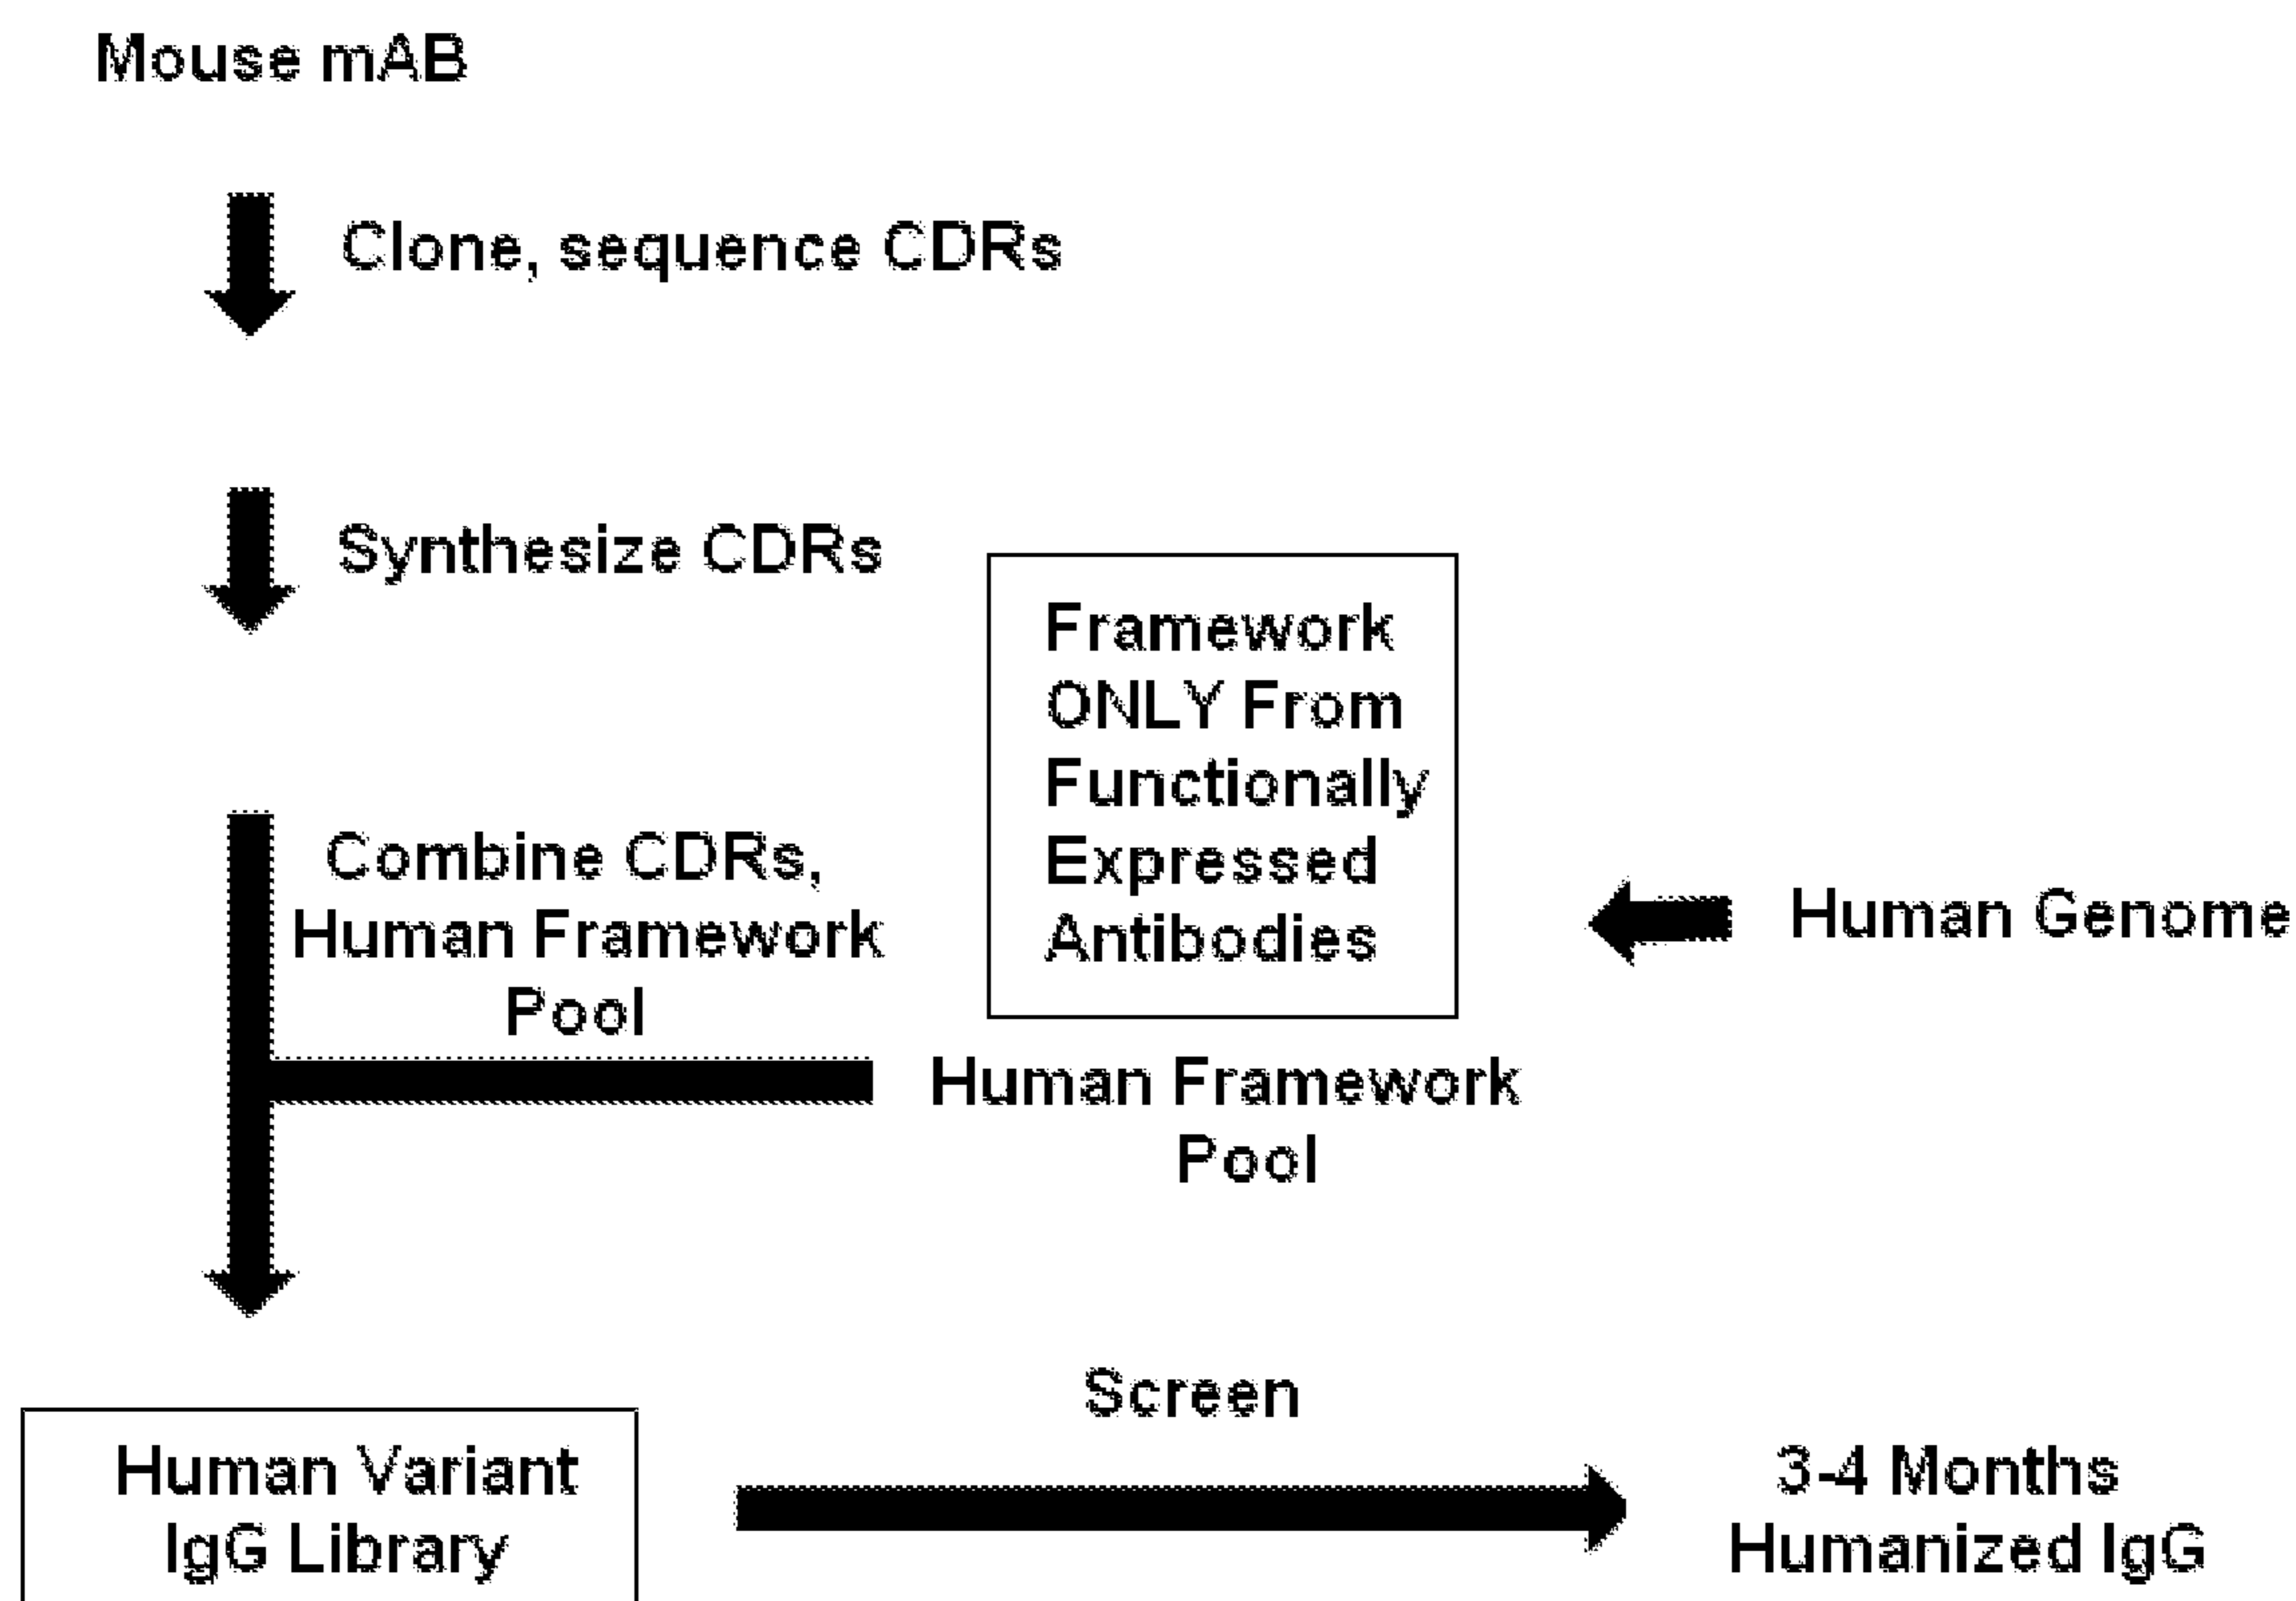 Mouse mAB
Clone, sequence CDRs
Synthesize CDRs
Framework
ONLY From
Functionally
Expressed
Antibodies
Combine CDRs,
Human Framework
Pool
Human Genome
Human Framework
Pool
Screen
Human Variant
IgG Library
3-4 Months
Humanized IgG